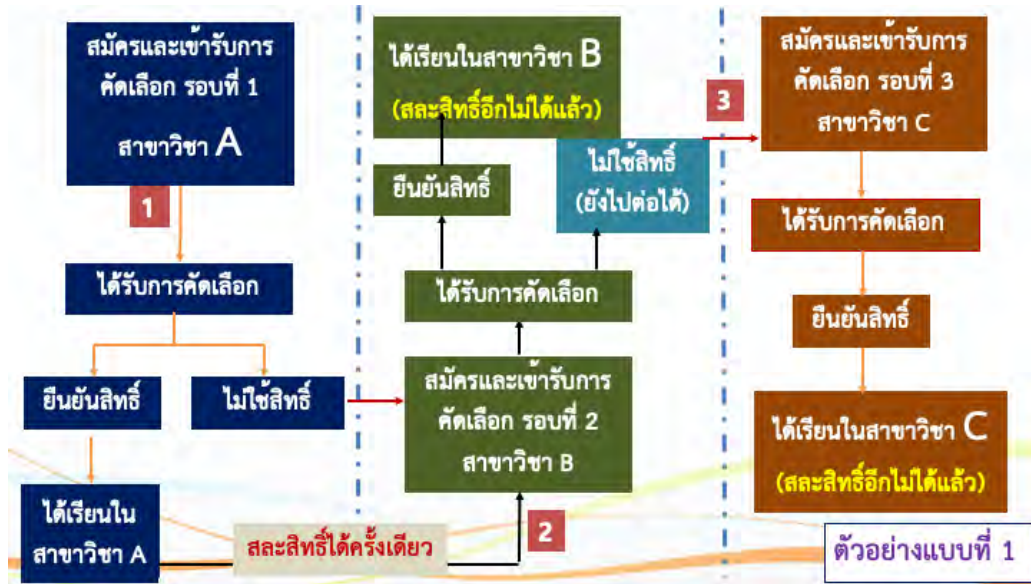 สมัครและเข้ารับการ
คัดเลือก รอบที่ 1
สาขาวิชา A
1
ได้รับการคัดเลือก
ยืนยันสิทธิ์
ไม่ใช้สิทธิ์
ได้เรียนใน
สาขาวิชา A
สละสิทธิ์ได้ครั้งเดียว
2
ได้เรียนในสาขาวิชา B
(สละสิทธิ์อีกไม่ได้แล้ว)
ยืนยันสิทธิ์
ไม่ใช้สิทธิ์
(ยังไปต่อได้)
ได้รับการคัดเลือก
สมัครและเข้ารับการ
คัดเลือก รอบที่ 2
สาขาวิชา B
3
สมัครและเข้ารับการ
คัดเลือก รอบที่ 3
สาขาวิชา C
ได้รับการคัดเลือก
ยืนยันสิทธิ์
ได้เรียนในสาขาวิชา C
(สละสิทธิ์อีกไม่ได้แล้ว)
ตัวอย่างแบบที่ 1